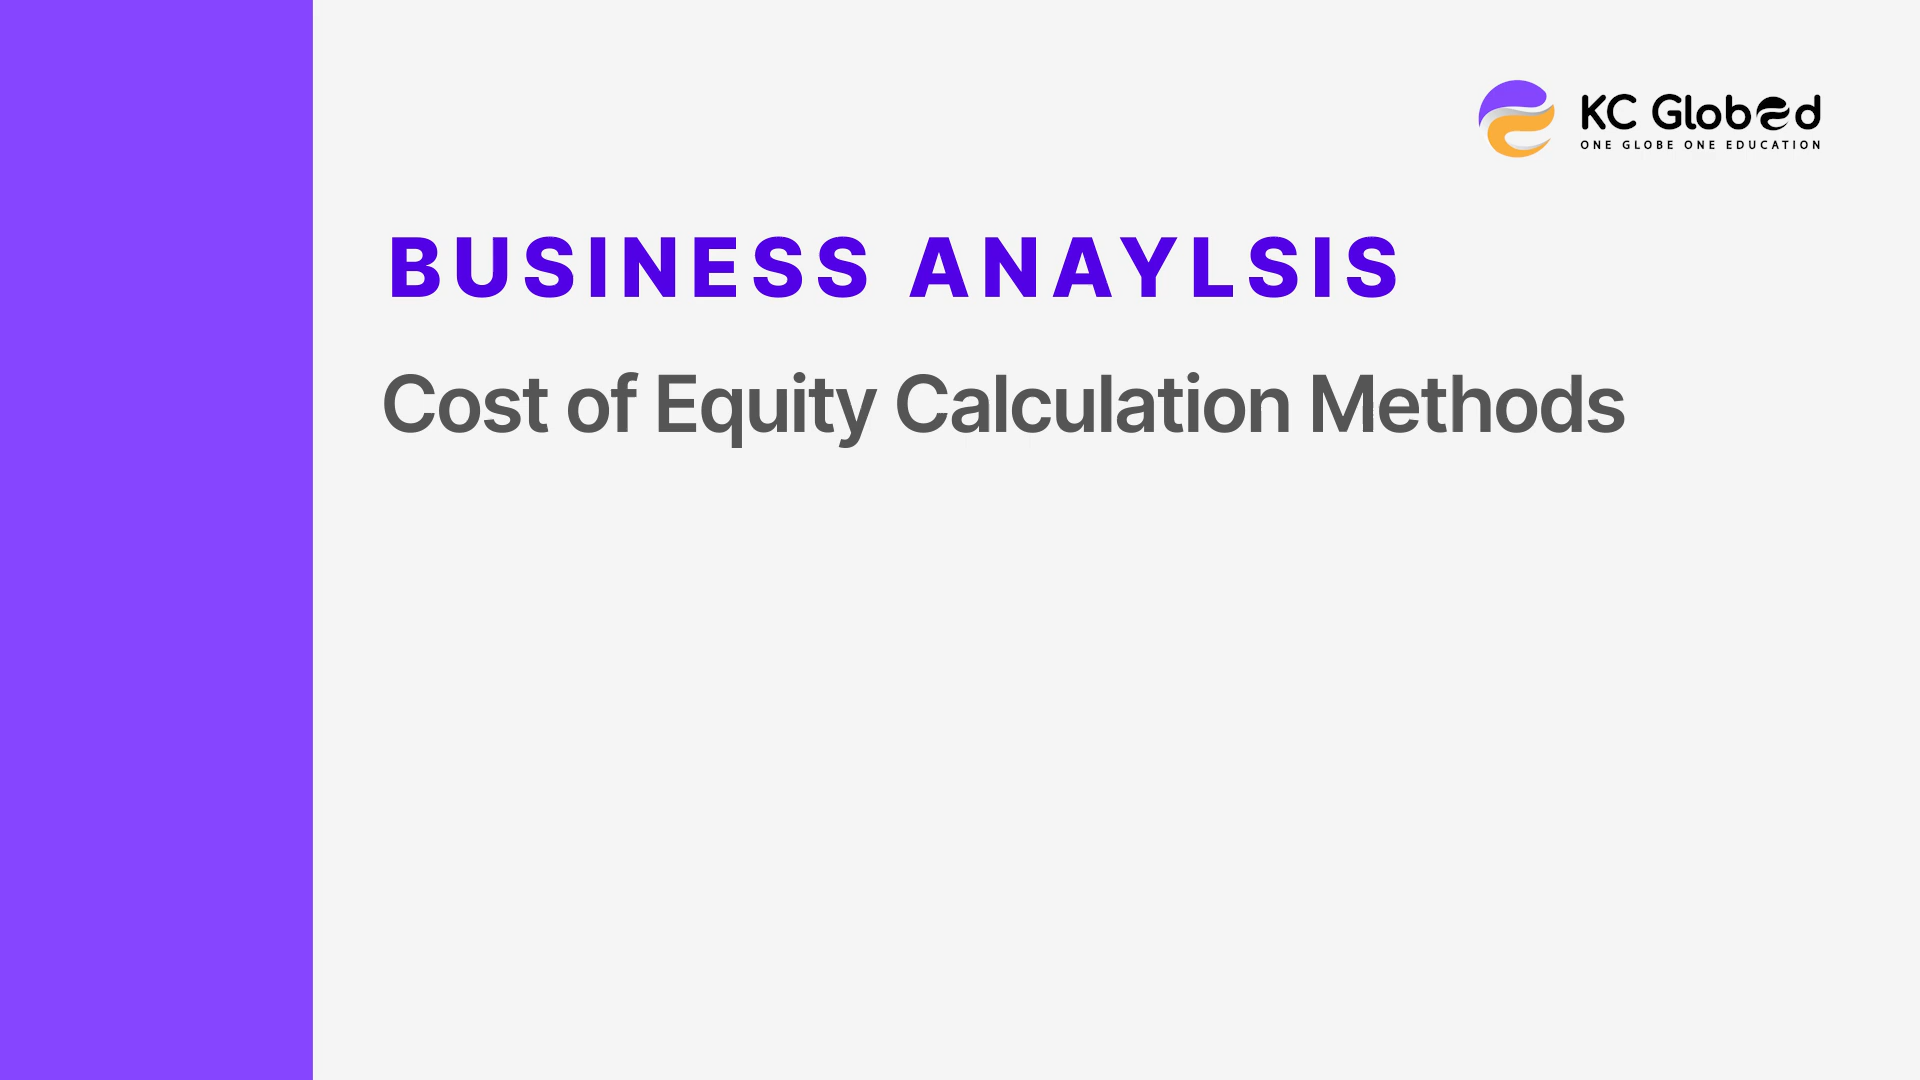 KC Globed
ONE GLOBE ONE EDUCATION
BUSINESS ANAYLSIS
Cost of Equity Calculation Methods